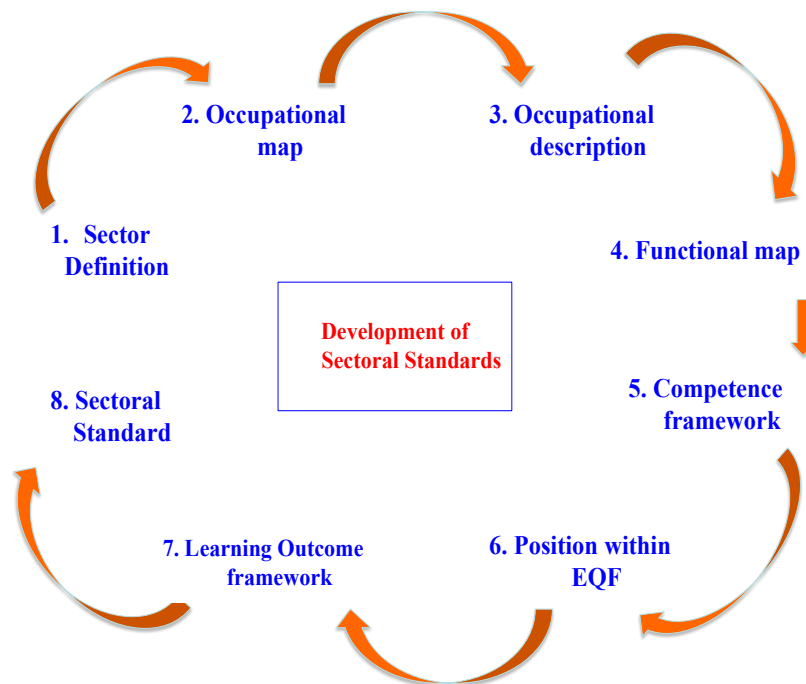 1. Sector
Definition
2. Occupational
map
3. Occupational
description
4. Functional map
5. Competence
framework
6. Position within
EQF
7. Learning Outcome
framework
8. Sectoral
Standard
Development of
Sectoral Standards